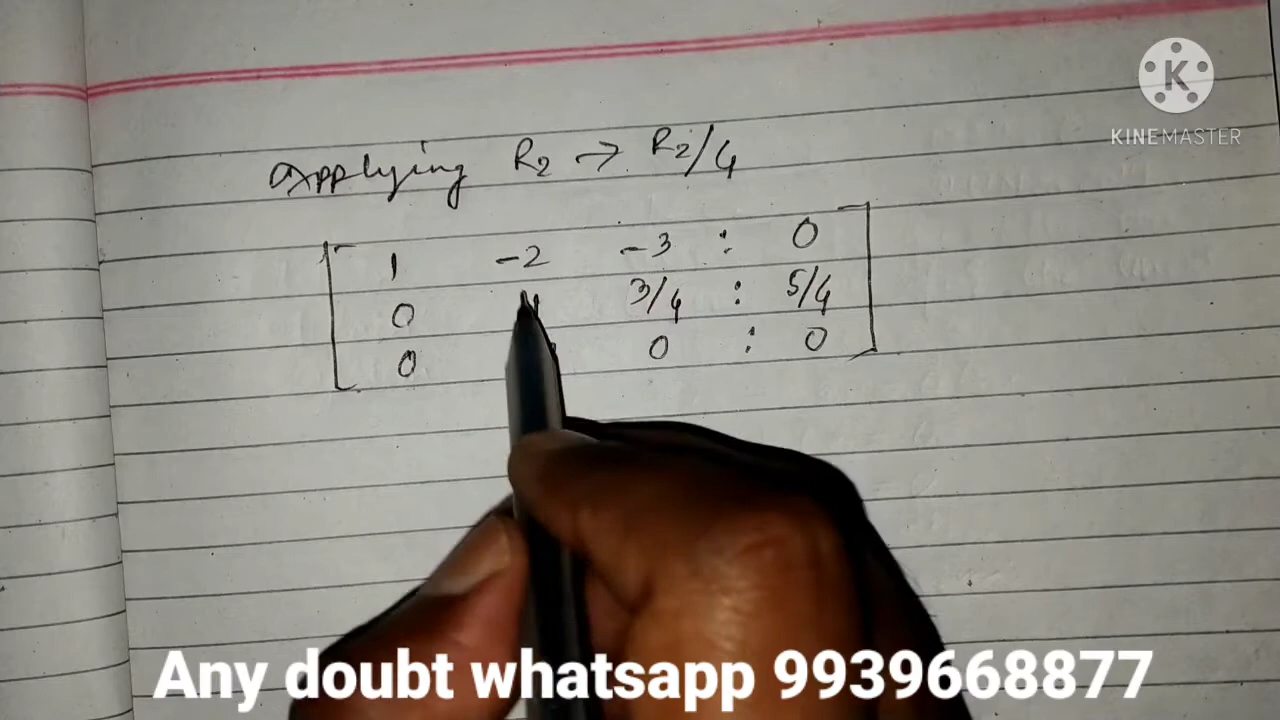 KINEMASTER
Applying R2 → R2/4
1 -2 -3 : 0
0 3/4 : 5/4
0 0 : 0
Any doubt whatsapp 9939668877